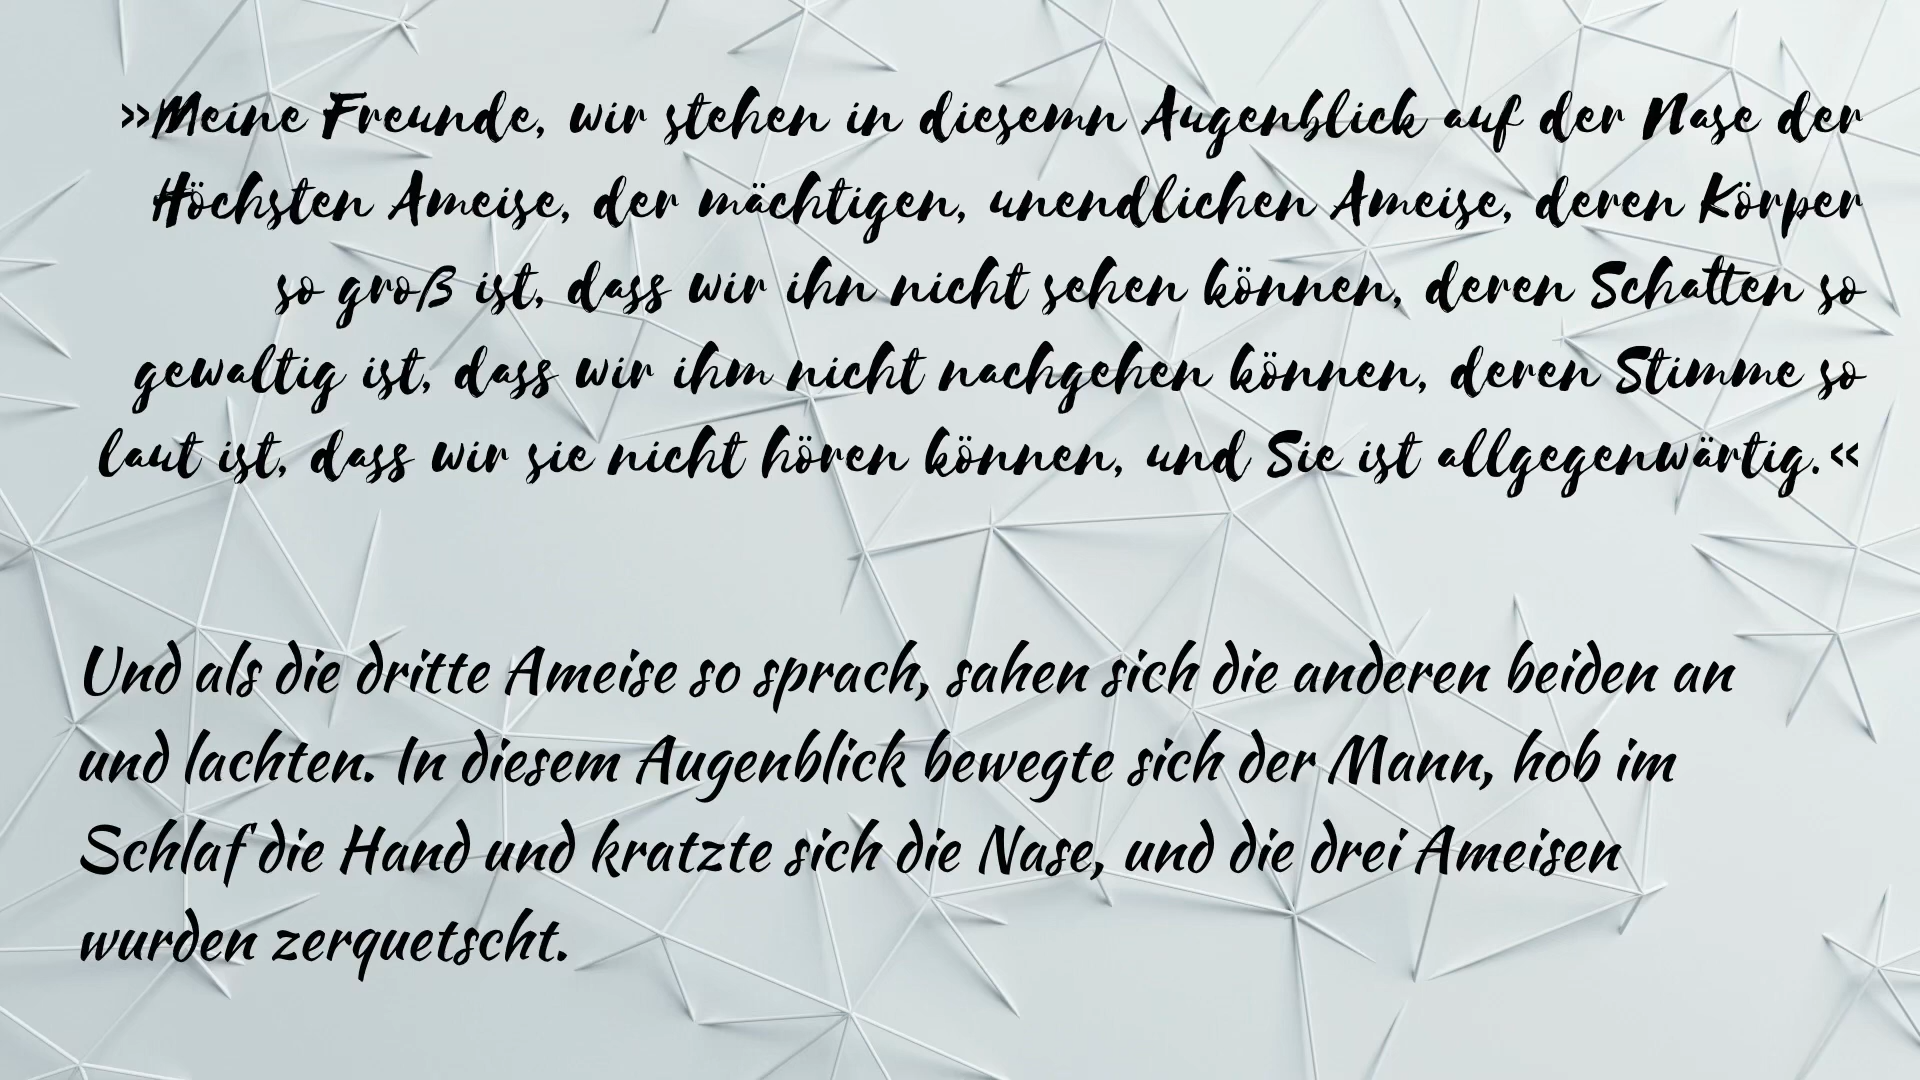 »Meine Freunde, wir stehen in diesemn Augenblick auf der Nase der
Höchsten Ameise, der mächtigen, unendlichen Ameise, deren Körper
so groß ist, dass wir ihn nicht sehen können, deren Schatten so
gewaltig ist, dass wir ihm nicht nachgehen können, deren Stimme so
laut ist, dass wir sie nicht hören können, und Sie ist allgegenwärtig.«
Und als die dritte Ameise so sprach, sahen sich die anderen beiden an
und lachten. In diesem Augenblick bewegte sich der Mann, hob im
Schlaf die Hand und kratzte sich die Nase, und die drei Ameisen
wurden zerquetscht.